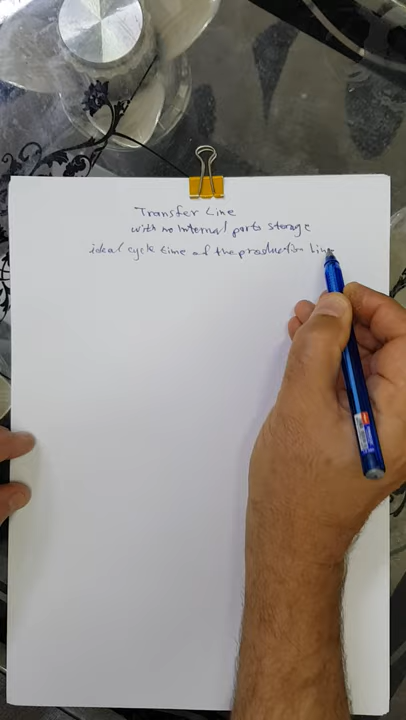 Transfer Line
with no Internal parts storage
ideal cycle time of the production line